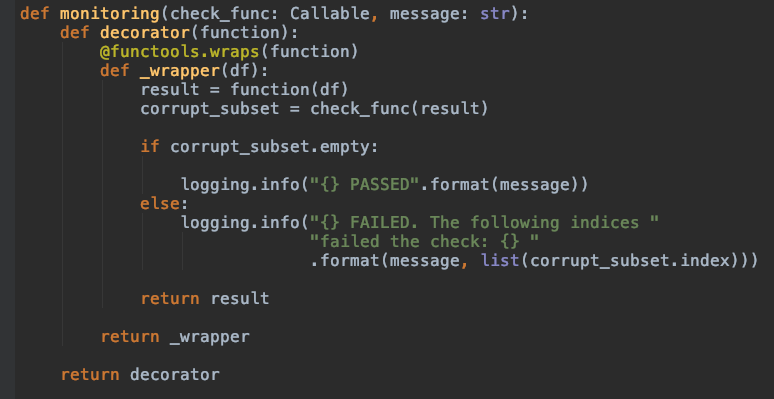 def monitoring(check_func: Callable, message: str):
    def decorator(function):
        @functools.wraps(function)
        def _wrapper(df):
            result = function(df)
            corrupt_subset = check_func(result)

            if corrupt_subset.empty:

                logging.info("{} PASSED".format(message))
            else:
                logging.info("{} FAILED. The following indices "
                             "failed the check: {} "
                             .format(message, list(corrupt_subset.index)))

            return result

        return _wrapper

    return decorator